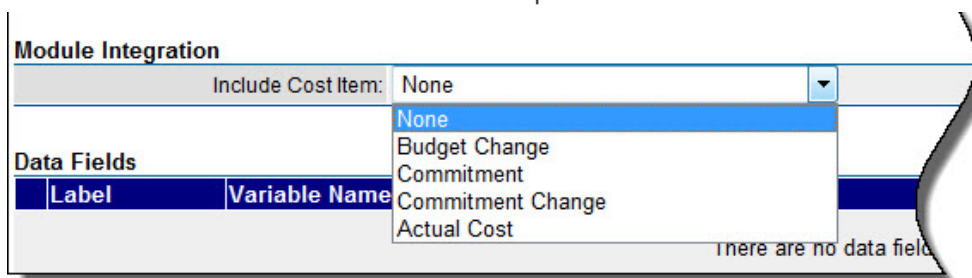 Module Integration
Include Cost Item: None
None
Budget Change
Data Fields Commitment
Label Variable Name Commitment Change
Actual Cost
There are no data